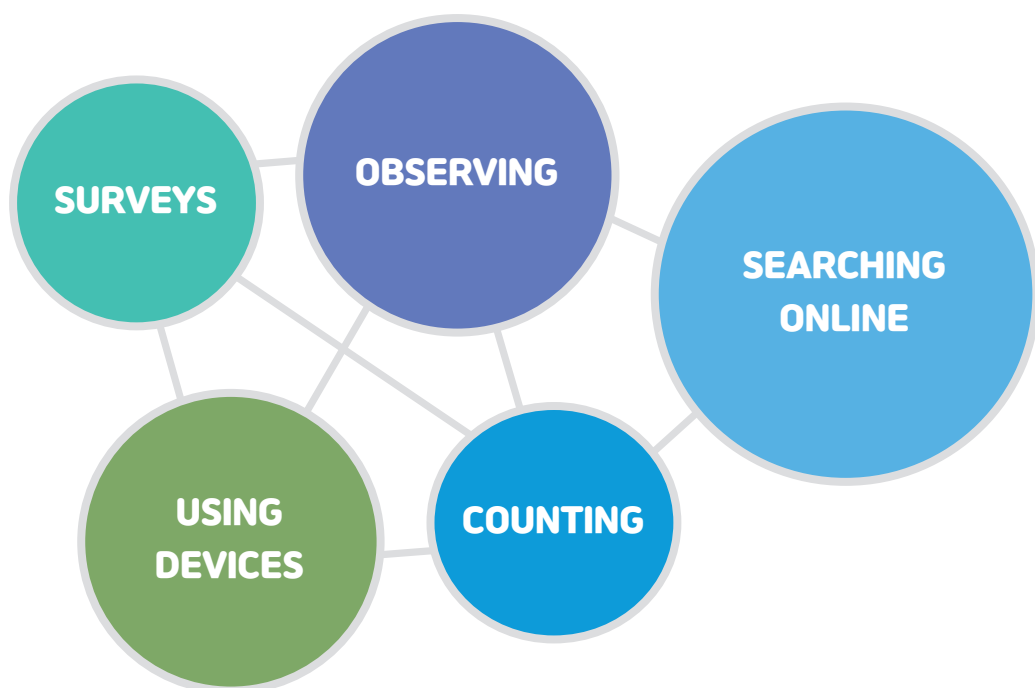 SURVEYS
OBSERVING
SEARCHING
ONLINE
USING
DEVICES
COUNTING